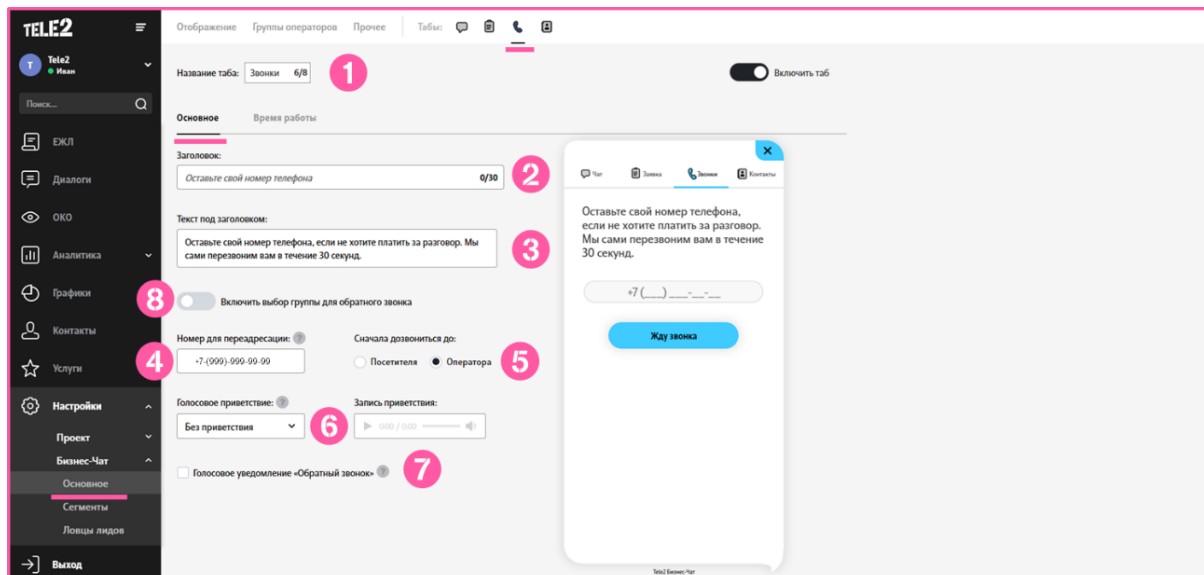 TELE2
Отображение Группы операторов Прочее Табы:
T
Tele2
Иван
Название таба: Звонки 6/8
1
Включить таб
Поиск...
Основное Время работы
ЕЖЛ
Диалоги
ОКО
Аналитика
Графики
Контакты
Услуги
Настройки
Проект
Бизнес-Чат
Основное
Сегменты
Ловцы лидов
Выход
Заголовок:
Оставьте свой номер телефона 0/30
2
Текст под заголовком:
Оставьте свой номер телефона, если не хотите платить за разговор. Мы
сами перезвоним вам в течение 30 секунд.
3
8
Включить выбор группы для обратного звонка
Номер для переадресации: ? Сначала дозвониться до:
4
+7-(999)-999-99-99 Посетителя Оператора
5
Голосовое приветствие: ? Запись приветствия:
Без приветствия
6
0:00 / 0:00
Голосовое уведомление «Обратный звонок» ?
7
Чат Заявка Звонки Контакты
Оставьте свой номер телефона,
если не хотите платить за разговор.
Мы сами перезвоним вам в течение
30 секунд.
+7 (___) ___-__-__
Жду звонка
Tele2 Бизнес-Чат